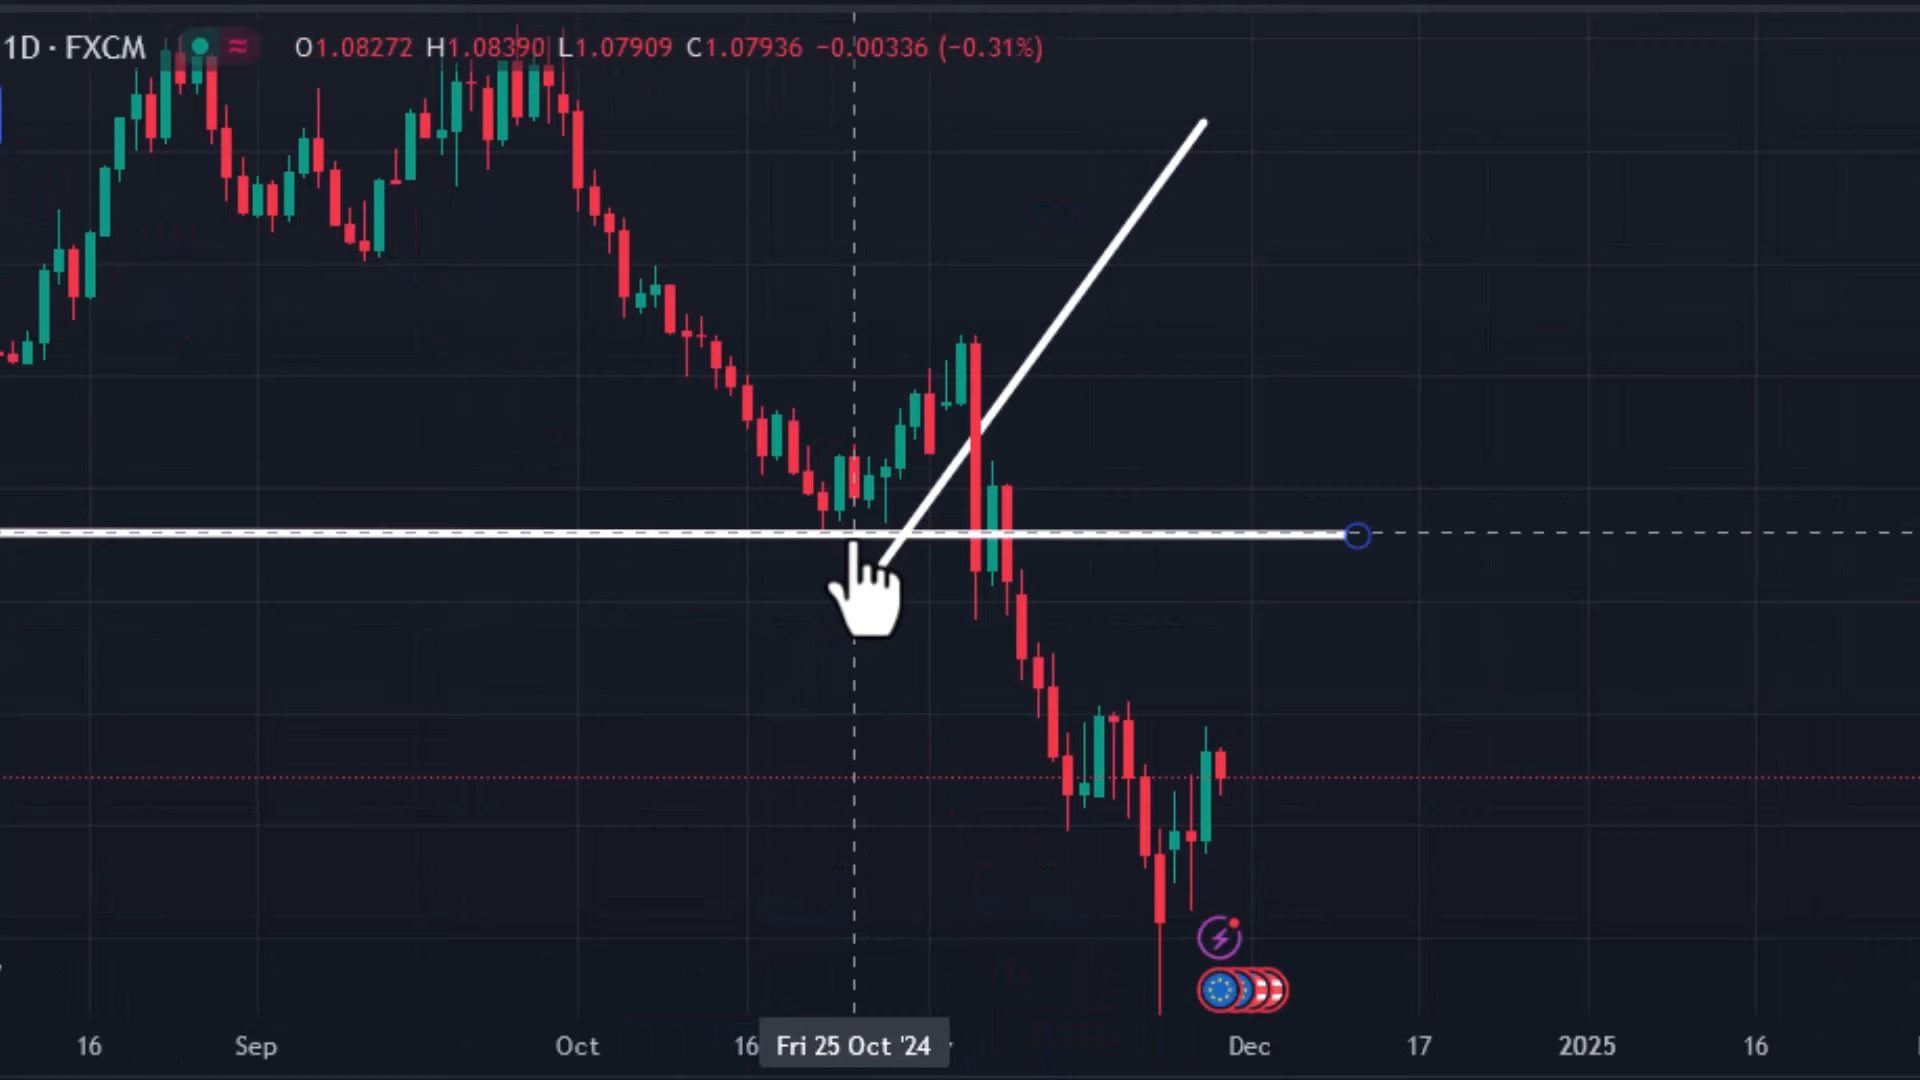 1D · FXCM O1.08272 H1.08390 L1.07909 C1.07936 −0.00336 (−0.31%)
16 Sep Oct 16 Fri 25 Oct '24 Dec 17 2025 16